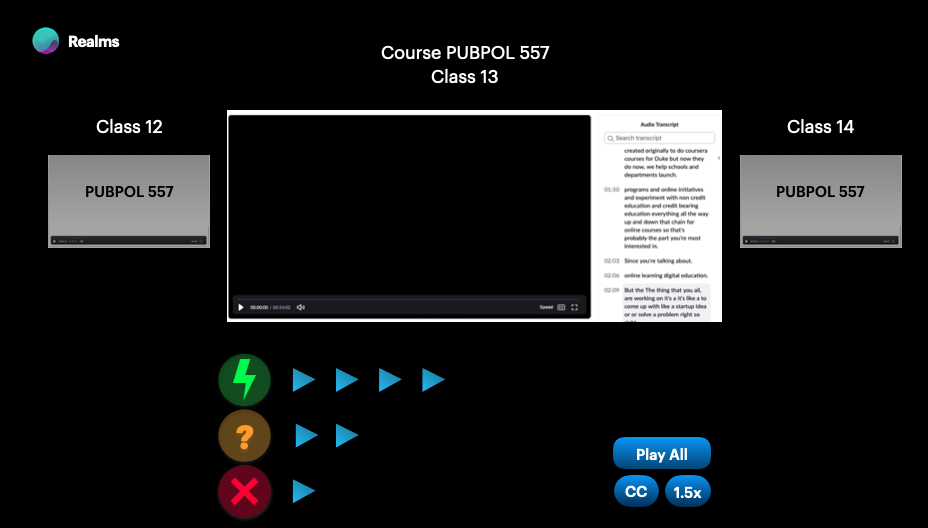 Realms
Course PUBPOL 557
Class 13
Class 12
PUBPOL 557
Audio Transcript
Search transcript
created originally to do coursera
courses for Duke but now they
do now, we help schools and
departments launch.
01:50 programs and online initiatives
and experiment with non credit
education and credit bearing
education everything all the way
up and down that chain for
online courses so that's
probably the part you're most
interested in.
02:03 Since you're talking about.
02:06 online learning digital education.
02:09 But the The thing that you all,
are working on it's a it's like a to
come up with like a startup idea
or or solve a problem right so
right
00:00:00 / 00:54:02
Speed
Class 14
PUBPOL 557
?
Play All
CC
1.5x